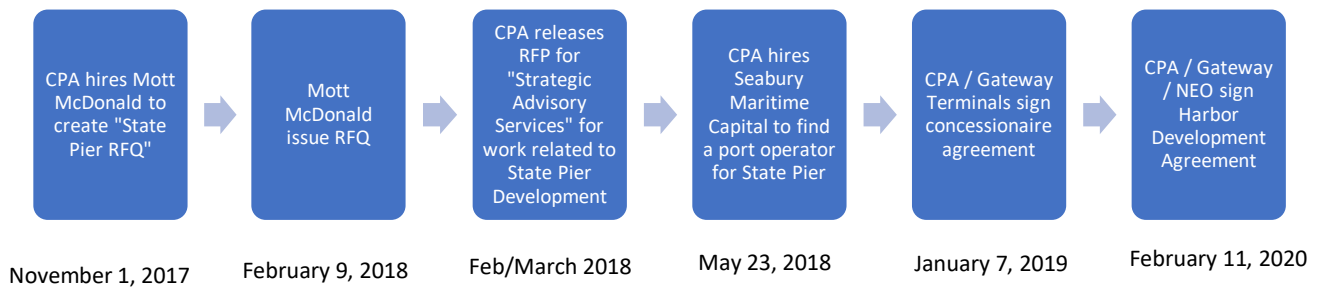 CPA hires Mott
McDonald to
create "State
Pier RFQ"
Mott
McDonald
issue RFQ
CPA releases
RFP for
"Strategic
Advisory
Services" for
work related to
State Pier
Development
CPA hires
Seabury
Maritime
Capital to find
a port operator
for State Pier
CPA / Gateway
Terminals sign
concessionaire
agreement
CPA / Gateway
/ NEO sign
Harbor
Development
Agreement
November 1, 2017
February 9, 2018
Feb/March 2018
May 23, 2018
January 7, 2019
February 11, 2020